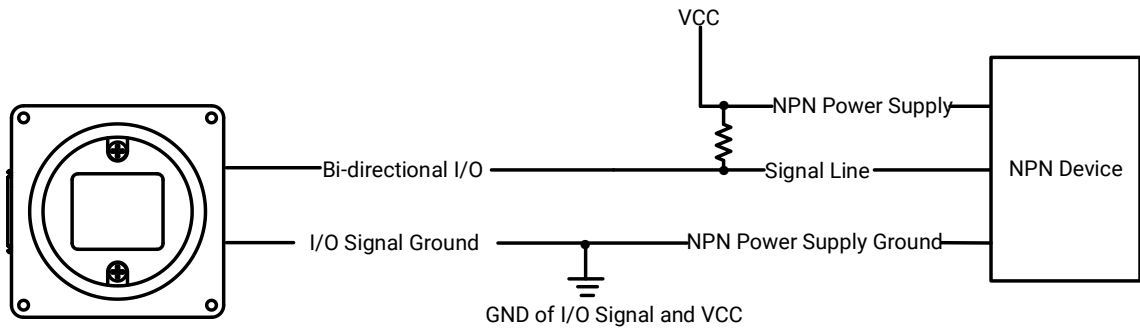 VCC
NPN Power Supply
Bi-directional I/O
Signal Line
NPN Device
I/O Signal Ground
NPN Power Supply Ground
GND of I/O Signal and VCC